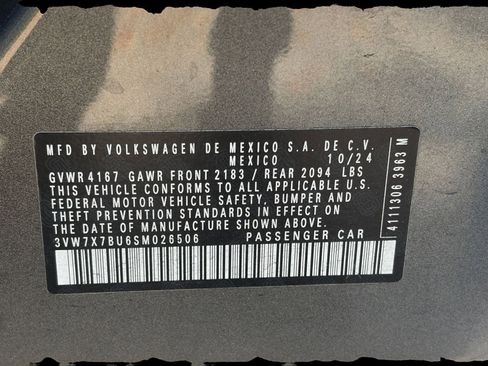 MFD BY VOLKSWAGEN DE MEXICO S.A. DE C.V.
MEXICO 10/24
GVWR 4167 GAWR FRONT 2183 / REAR 2094 LBS
THIS VEHICLE CONFORMS TO ALL APPLICABLE U.S.
FEDERAL MOTOR VEHICLE SAFETY, BUMPER AND
THEFT PREVENTION STANDARDS IN EFFECT ON
THE DATE OF MANUFACTURE SHOWN ABOVE.
3VW7X7BU6SM026506 PASSENGER CAR
4111306 3963 M